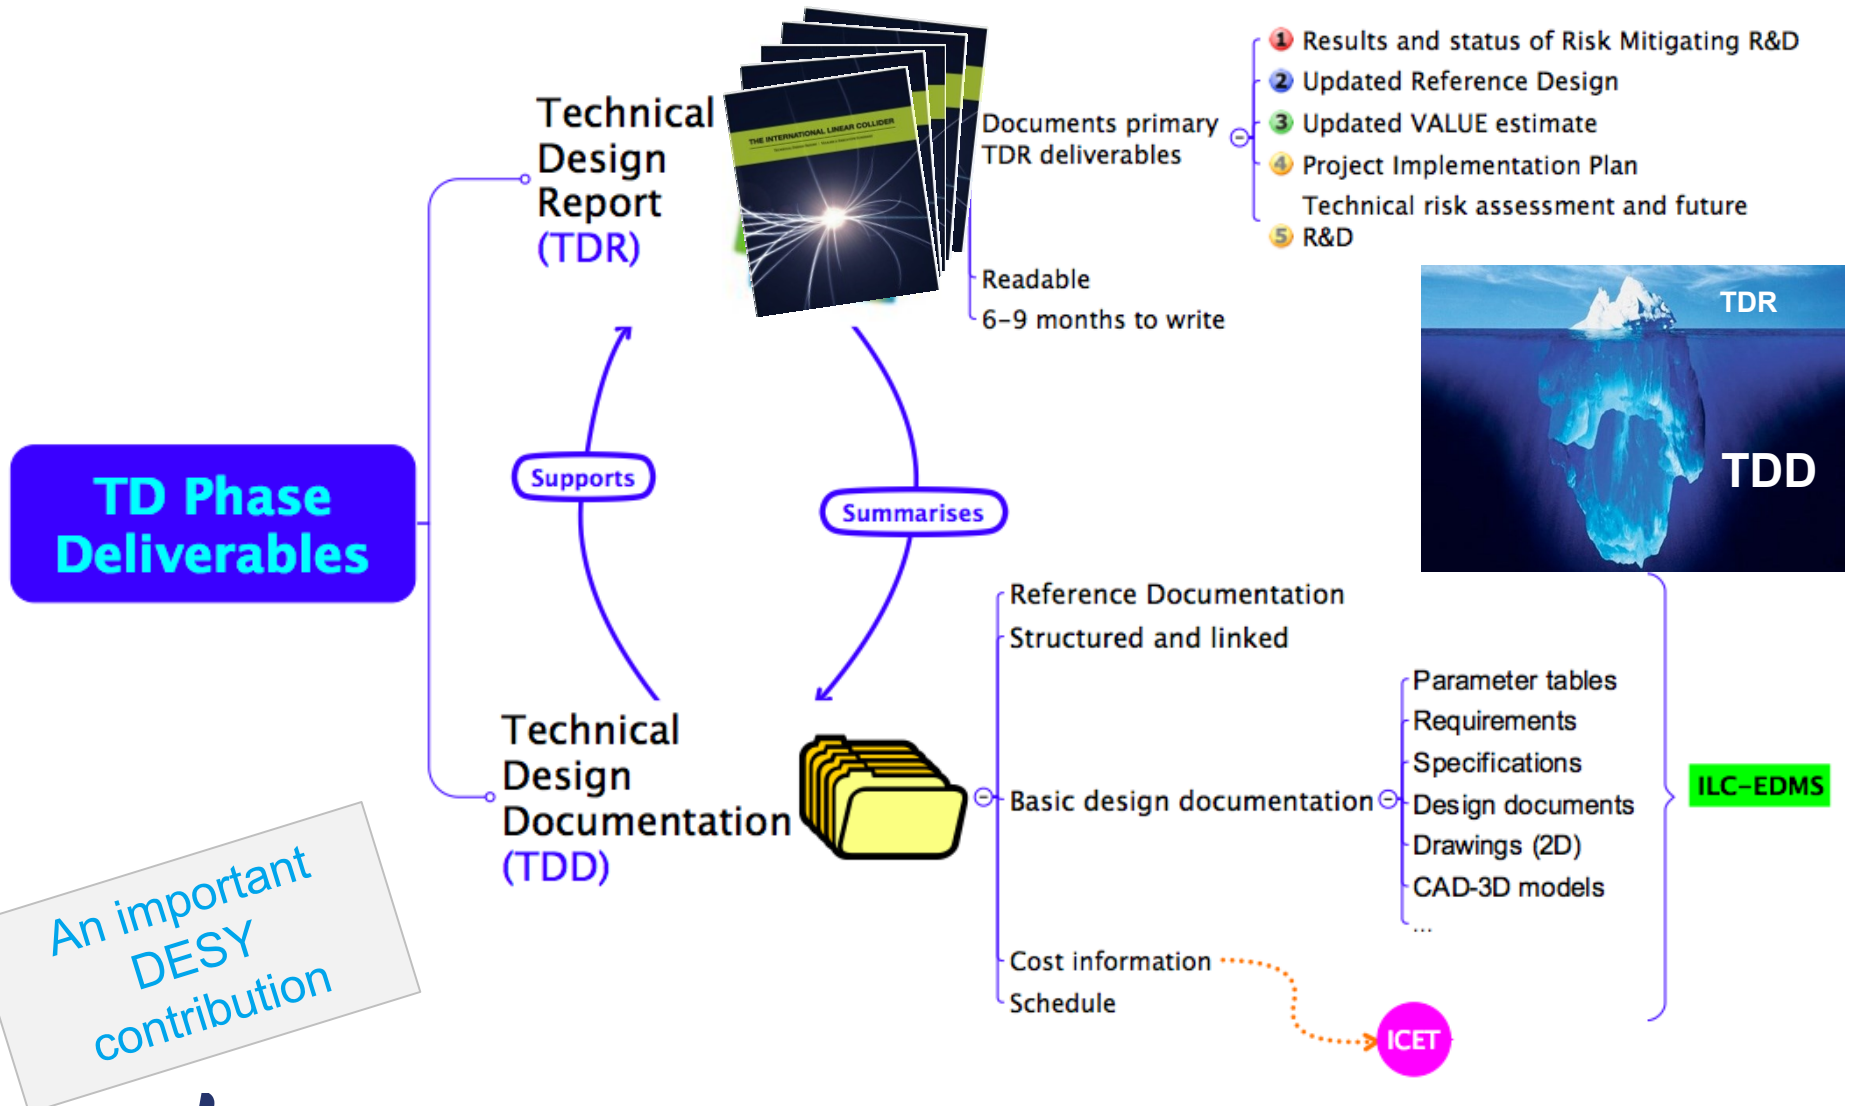 TD Phase
Deliverables
Technical
Design
Report
(TDR)
THE INTERNATIONAL LINEAR COLLIDER
Documents primary
TDR deliverables
1 Results and status of Risk Mitigating R&D
2 Updated Reference Design
3 Updated VALUE estimate
4 Project Implementation Plan
Technical risk assessment and future
5 R&D
Readable
6-9 months to write
TDR
TDD
Supports
Summarises
Technical
Design
Documentation
(TDD)
Reference Documentation
Structured and linked
Basic design documentation
Parameter tables
Requirements
Specifications
Design documents
Drawings (2D)
CAD-3D models
...
Cost information
Schedule
ILC-EDMS
ICET
An important
DESY
contribution